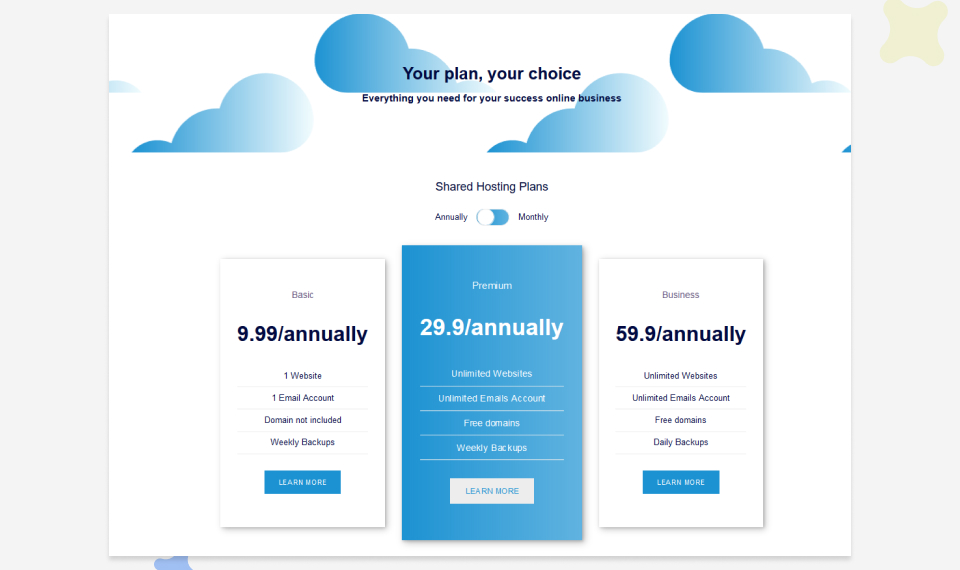 Your plan, your choice
Everything you need for your success online business
Shared Hosting Plans
Annually Monthly
Basic
9.99/annually
1 Website
1 Email Account
Domain not included
Weekly Backups
LEARN MORE
Premium
29.9/annually
Unlimited Websites
Unlimited Emails Account
Free domains
Weekly Backups
LEARN MORE
Business
59.9/annually
Unlimited Websites
Unlimited Emails Account
Free domains
Daily Backups
LEARN MORE